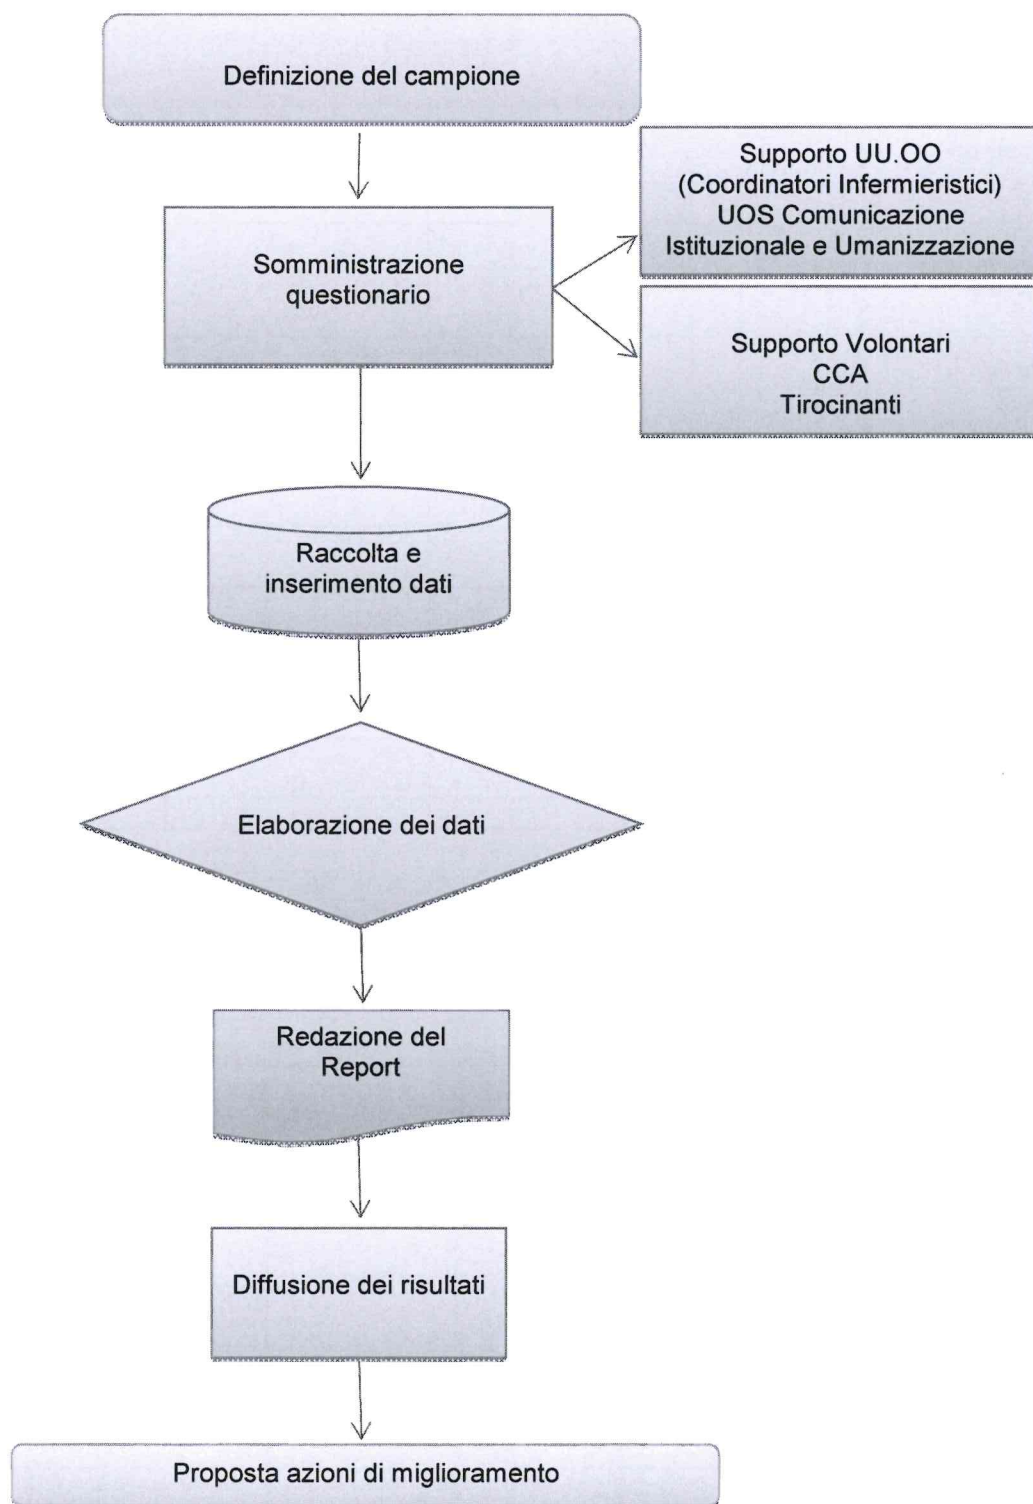 Definizione del campione
Supporto UU.OO
(Coordinatori Infermieristici)
UOS Comunicazione
Istituzionale e Umanizzazione
Somministrazione
questionario
Supporto Volontari
CCA
Tirocinanti
Raccolta e
inserimento dati
Elaborazione dei dati
Redazione del
Report
Diffusione dei risultati
Proposta azioni di miglioramento